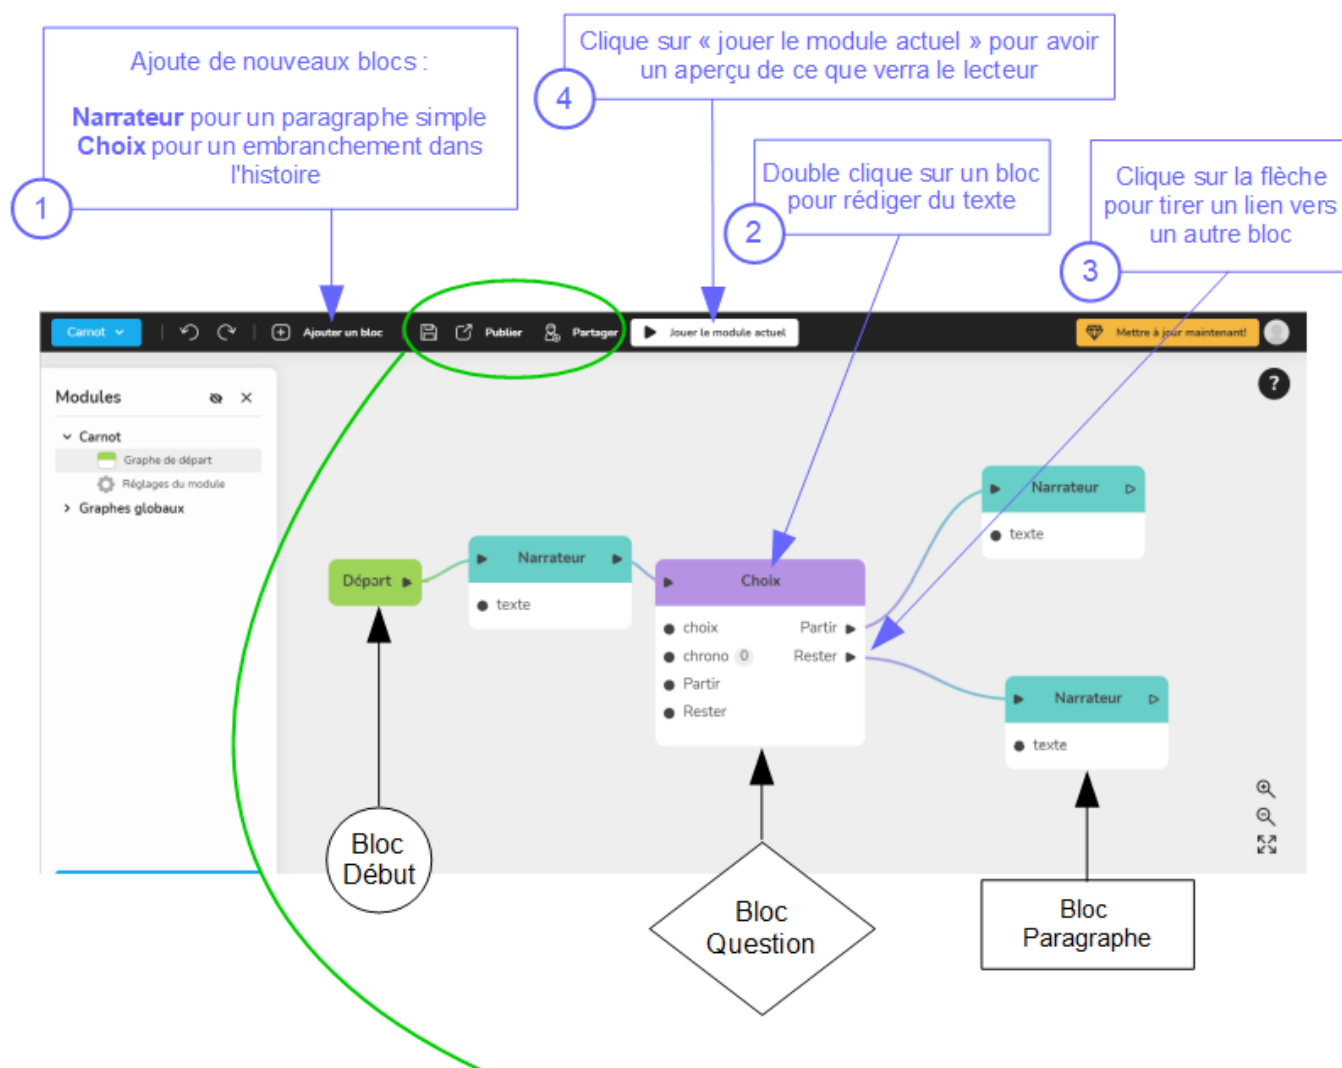 Ajoute de nouveaux blocs :
Narrateur pour un paragraphe simple
Choix pour un embranchement dans
l'histoire
1
Clique sur « jouer le module actuel » pour avoir
un aperçu de ce que verra le lecteur
4
Double clique sur un bloc
pour rédiger du texte
2
Clique sur la flèche
pour tirer un lien vers
un autre bloc
3
Carnot
Ajouter un bloc
Publier
Partager
Jouer le module actuel
Mettre à jour maintenant!
?
Modules
Carnot
Graphe de départ
Réglages du module
Graphes globaux
Départ
Narrateur
texte
Choix
choix
Partir
chrono 0
Rester
Partir
Rester
Narrateur
texte
Narrateur
texte
Bloc
Début
Bloc
Question
Bloc
Paragraphe